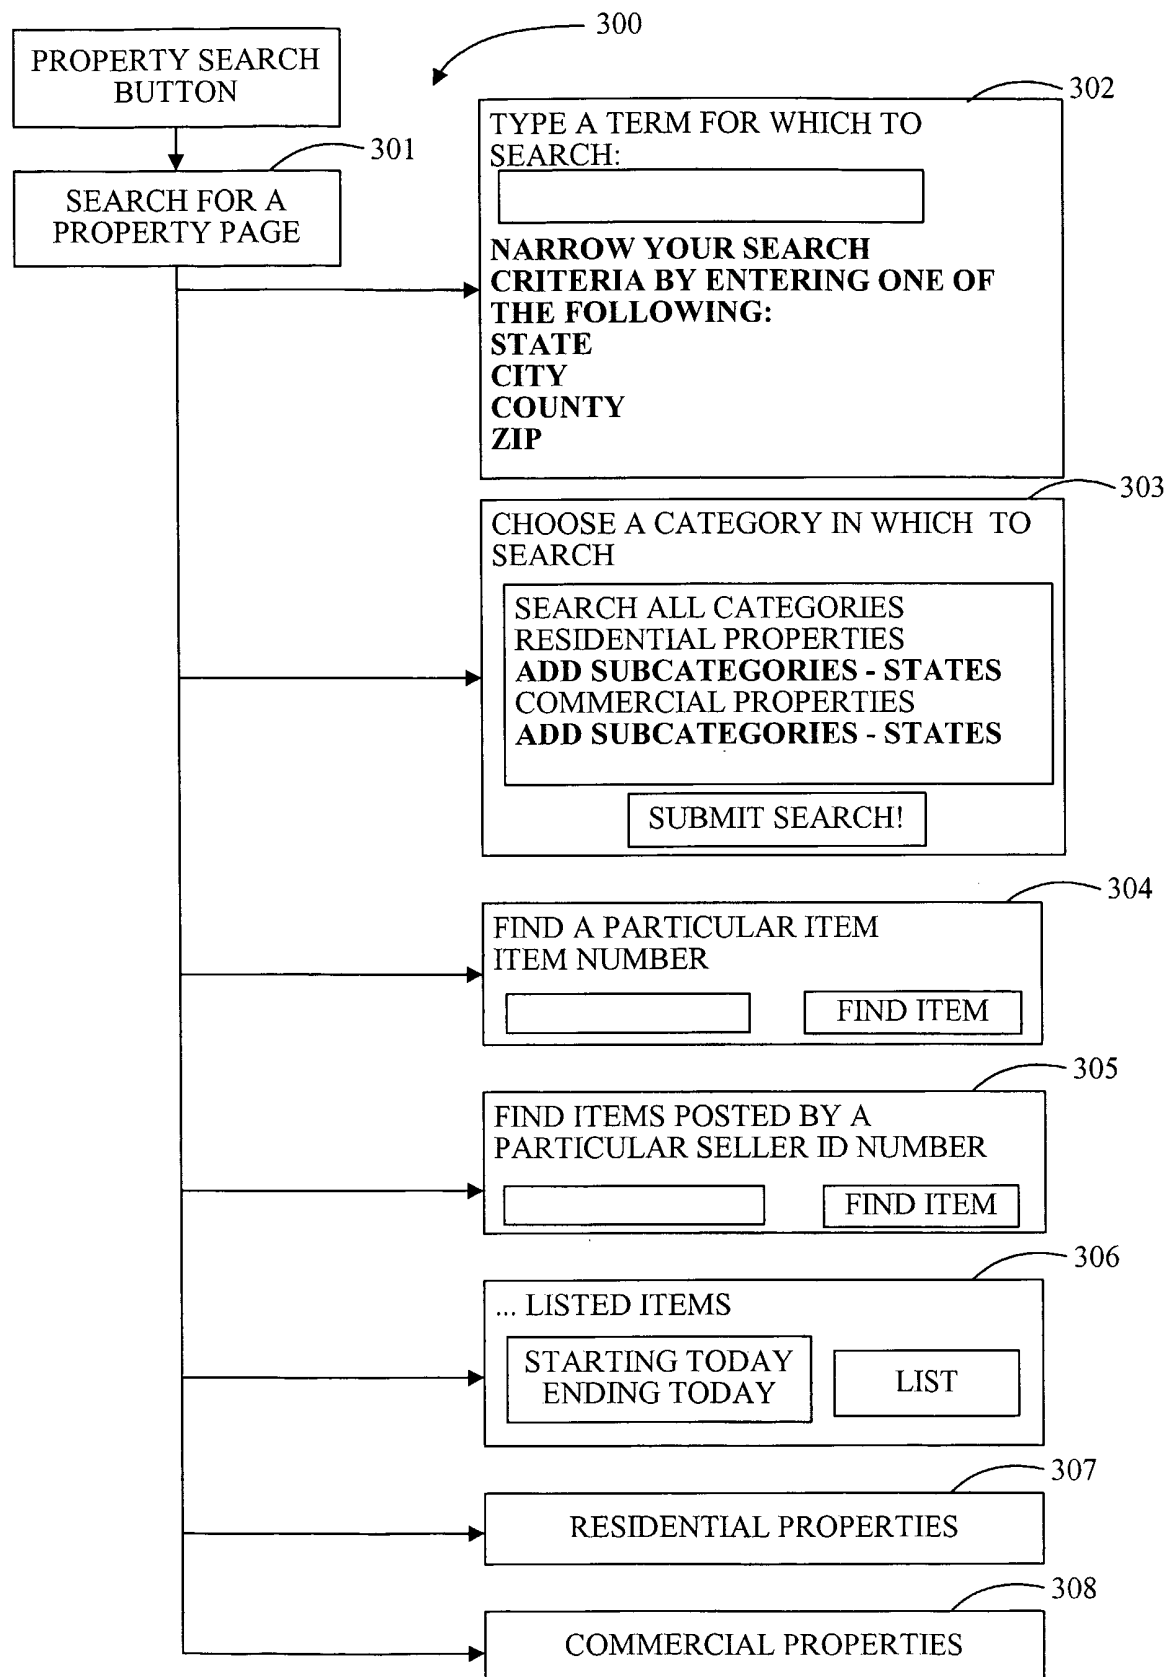 300
PROPERTY SEARCH
BUTTON
301
SEARCH FOR A
PROPERTY PAGE
302
TYPE A TERM FOR WHICH TO
SEARCH:
NARROW YOUR SEARCH
CRITERIA BY ENTERING ONE OF
THE FOLLOWING:
STATE
CITY
COUNTY
ZIP
303
CHOOSE A CATEGORY IN WHICH TO
SEARCH
SEARCH ALL CATEGORIES
RESIDENTIAL PROPERTIES
ADD SUBCATEGORIES - STATES
COMMERCIAL PROPERTIES
ADD SUBCATEGORIES - STATES
SUBMIT SEARCH!
304
FIND A PARTICULAR ITEM
ITEM NUMBER
FIND ITEM
305
FIND ITEMS POSTED BY A
PARTICULAR SELLER ID NUMBER
FIND ITEM
306
... LISTED ITEMS
STARTING TODAY
ENDING TODAY
LIST
307
RESIDENTIAL PROPERTIES
308
COMMERCIAL PROPERTIES